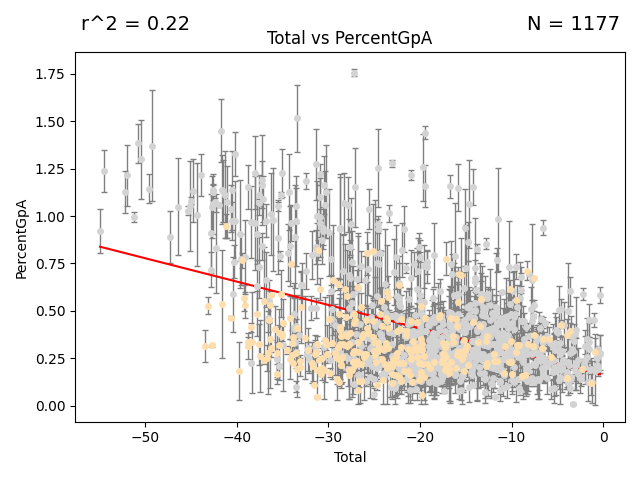 r^2 = 0.22
N = 1177
Total vs PercentGpA
1.75
1.50
1.25
1.00
0.75
0.50
0.25
0.00
PercentGpA
−50
−40
−30
−20
−10
0
Total